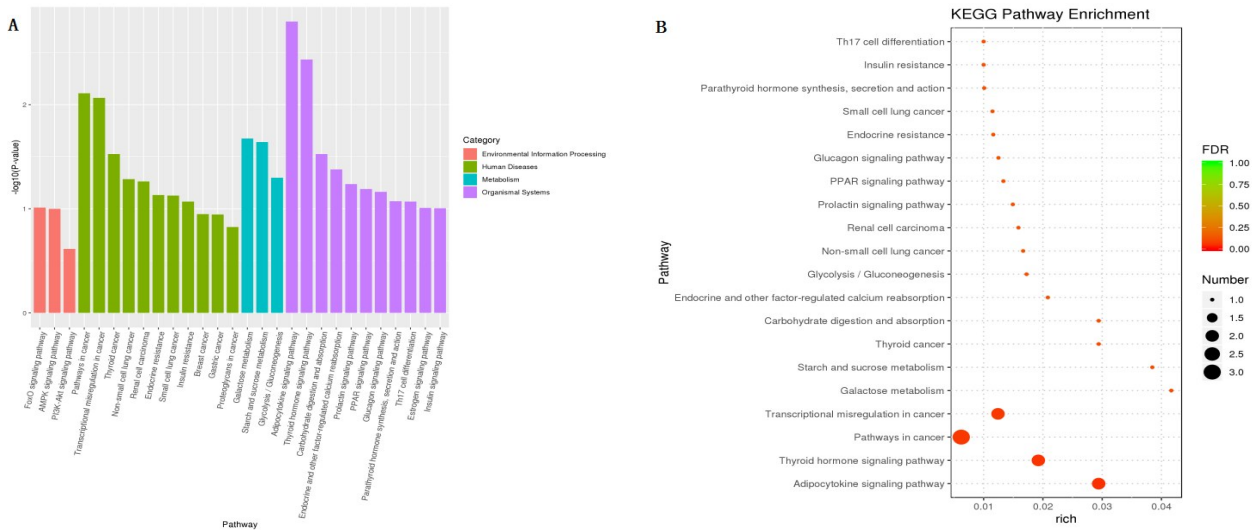 A
-log10(P-value)
2
1
0
FoxO signaling pathway
AMPK signaling pathway
PI3K-Akt signaling pathway
Pathways in cancer
Transcriptional misregulation in cancer
Thyroid cancer
Non-small cell lung cancer
Renal cell carcinoma
Endocrine resistance
Small cell lung cancer
Insulin resistance
Breast cancer
Gastric cancer
Proteoglycans in cancer
Galactose metabolism
Starch and sucrose metabolism
Glycolysis / Gluconeogenesis
Adipocytokine signaling pathway
Thyroid hormone signaling pathway
Carbohydrate digestion and absorption
Endocrine and other factor-regulated calcium reabsorption
Prolactin signaling pathway
PPAR signaling pathway
Glucagon signaling pathway
Parathyroid hormone synthesis, secretion and action
Th17 cell differentiation
Estrogen signaling pathway
Insulin signaling pathway
Pathway
Category
Environmental Information Processing
Human Diseases
Metabolism
Organismal Systems
B
KEGG Pathway Enrichment
Pathway
Th17 cell differentiation
Insulin resistance
Parathyroid hormone synthesis, secretion and action
Small cell lung cancer
Endocrine resistance
Glucagon signaling pathway
PPAR signaling pathway
Prolactin signaling pathway
Renal cell carcinoma
Non-small cell lung cancer
Glycolysis / Gluconeogenesis
Endocrine and other factor-regulated calcium reabsorption
Carbohydrate digestion and absorption
Thyroid cancer
Starch and sucrose metabolism
Galactose metabolism
Transcriptional misregulation in cancer
Pathways in cancer
Thyroid hormone signaling pathway
Adipocytokine signaling pathway
0.01 0.02 0.03 0.04
rich
FDR
1.00
0.75
0.50
0.25
0.00
Number
1.0
1.5
2.0
2.5
3.0